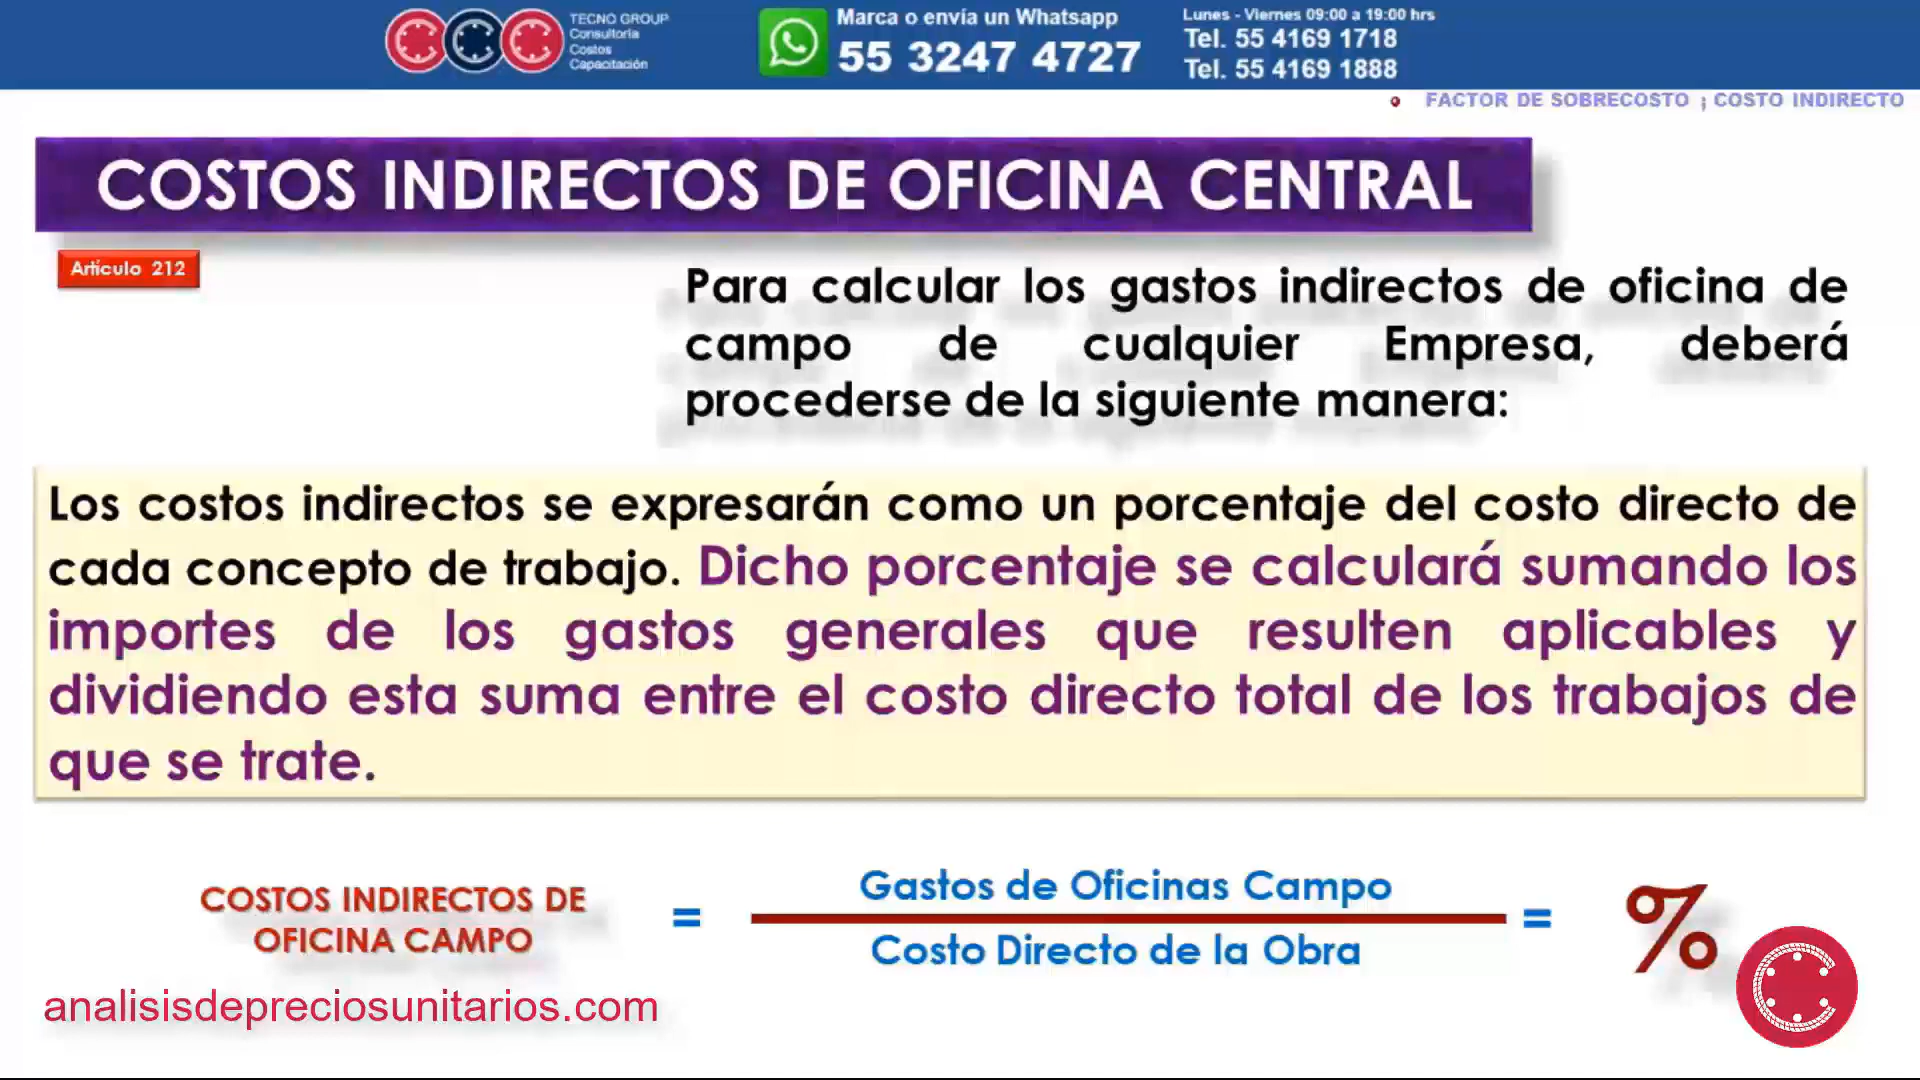 TECNO GROUP
Consultoría
Costos
Capacitación
Marca o envía un Whatsapp
55 3247 4727
Lunes - Viernes 09:00 a 19:00 hrs
Tel. 55 4169 1718
Tel. 55 4169 1888
FACTOR DE SOBRECOSTO ; COSTO INDIRECTO
COSTOS INDIRECTOS DE OFICINA CENTRAL
Artículo 212
Para calcular los gastos indirectos de oficina de
campo de cualquier Empresa, deberá
procederse de la siguiente manera:
Los costos indirectos se expresarán como un porcentaje del costo directo de
cada concepto de trabajo. Dicho porcentaje se calculará sumando los
importes de los gastos generales que resulten aplicables y
dividiendo esta suma entre el costo directo total de los trabajos de
que se trate.
COSTOS INDIRECTOS DE
OFICINA CAMPO
=
Gastos de Oficinas Campo
Costo Directo de la Obra
=
%
analisisdepreciosunitarios.com